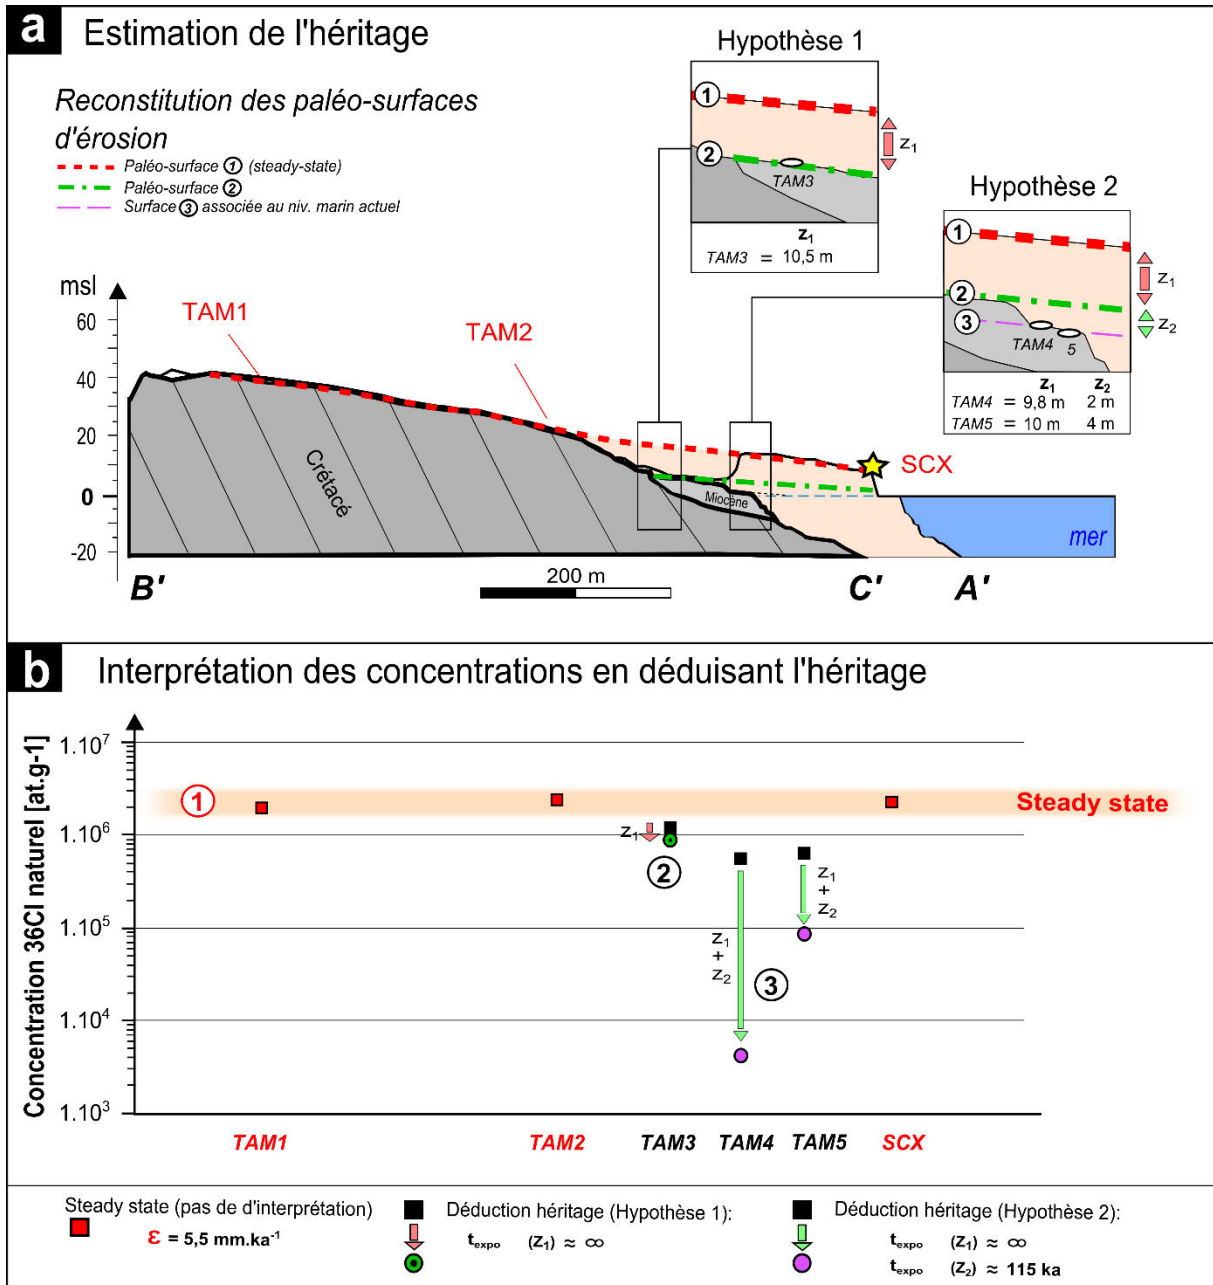 a Estimation de l'héritage
Reconstitution des paléo-surfaces
d'érosion
Paléo-surface 1 (steady-state)
Paléo-surface 2
Surface 3 associée au niv. marin actuel
Hypothèse 1
1
2
z1
TAM3
z1
TAM3 = 10,5 m
Hypothèse 2
1
2
3
z1
z2
TAM4 5
z1 z2
TAM4 = 9,8 m 2 m
TAM5 = 10 m 4 m
msl
60
40
20
0
-20
TAM1
TAM2
SCX
Crétacé
Miocène
mer
200 m
B' C' A'
b Interprétation des concentrations en déduisant l'héritage
Concentration 36Cl naturel [at.g-1]
1.10⁷
1.10⁶
1.10⁵
1.10⁴
1.10³
1
Steady state
z1
2
z1
+
z2
3
z1
+
z2
TAM1 TAM2 TAM3 TAM4 TAM5 SCX
Steady state (pas de d'interprétation)
ε = 5,5 mm.ka⁻¹
Déduction héritage (Hypothèse 1):
texpo (Z1) ≈ ∞
Déduction héritage (Hypothèse 2):
texpo (Z1) ≈ ∞
texpo (Z2) ≈ 115 ka